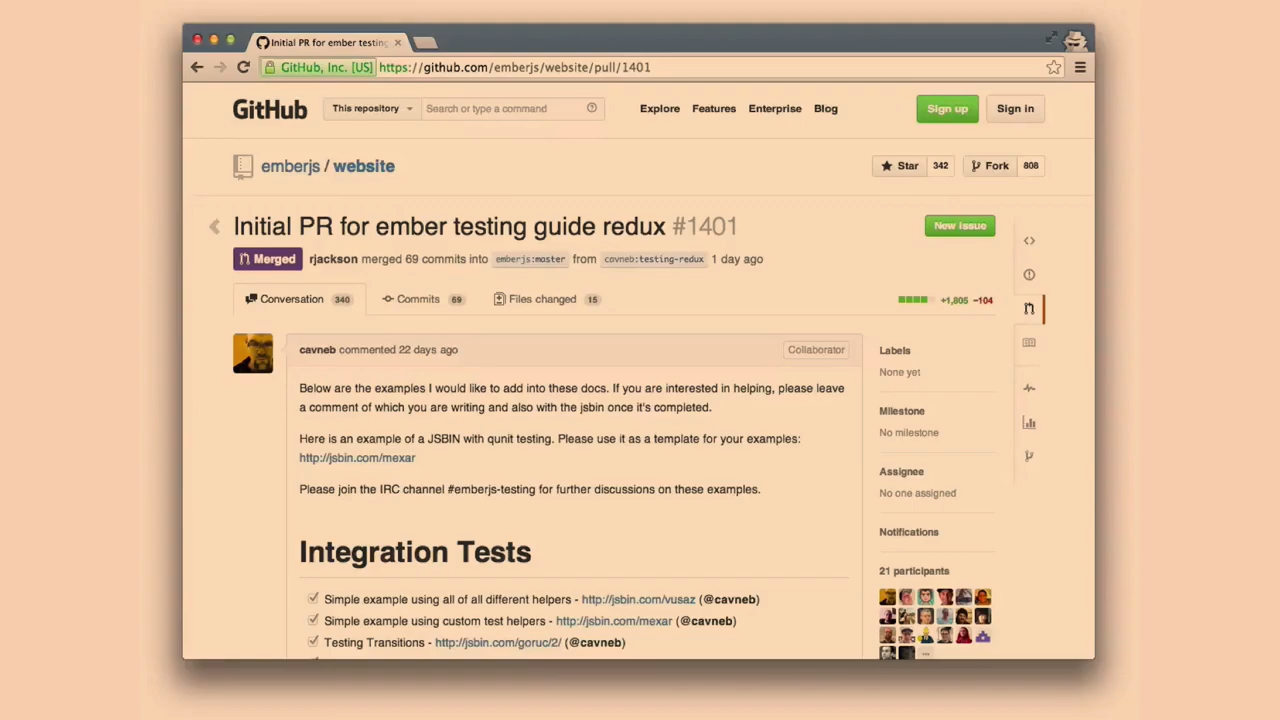 Initial PR for ember testing
GitHub, Inc. [US] https://github.com/emberjs/website/pull/1401
GitHub This repository Search or type a command Explore Features Enterprise Blog Sign up Sign in
emberjs / website Star 342 Fork 808
Initial PR for ember testing guide redux #1401 New Issue
Merged rjackson merged 69 commits into emberjs:master from cavneb:testing-redux 1 day ago
Conversation 340 Commits 69 Files changed 15 +1,805 −104
cavneb commented 22 days ago Collaborator
Below are the examples I would like to add into these docs. If you are interested in helping, please leave
a comment of which you are writing and also with the jsbin once it's completed.
Here is an example of a JSBIN with qunit testing. Please use it as a template for your examples:
http://jsbin.com/mexar
Please join the IRC channel #emberjs-testing for further discussions on these examples.
Integration Tests
Simple example using all of all different helpers - http://jsbin.com/vusaz (@cavneb)
Simple example using custom test helpers - http://jsbin.com/mexar (@cavneb)
Testing Transitions - http://jsbin.com/goruc/2/ (@cavneb)
Labels
None yet
Milestone
No milestone
Assignee
No one assigned
Notifications
21 participants